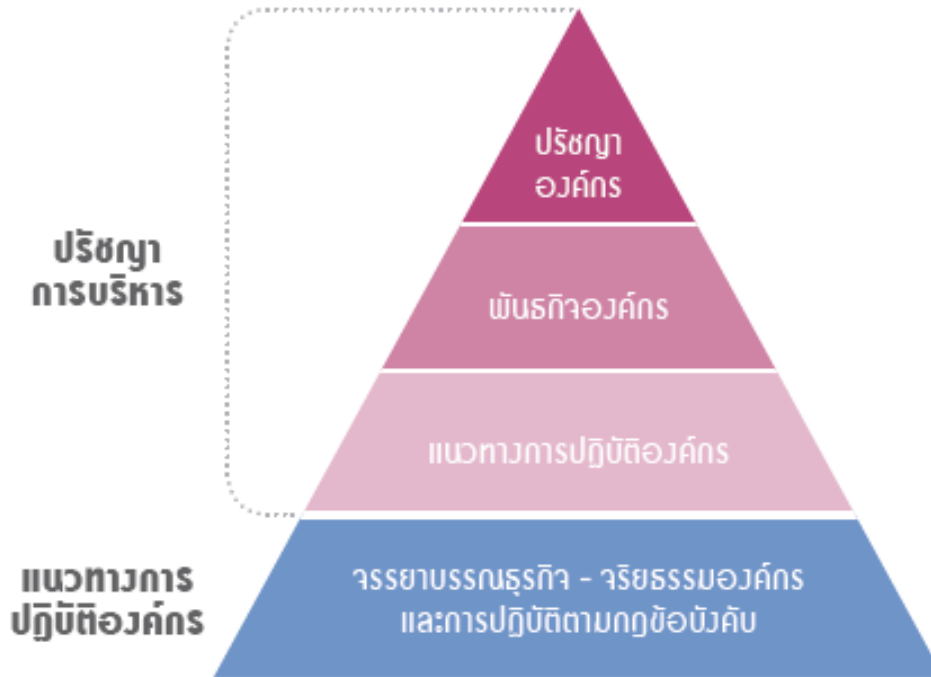 ปรัชญา
องค์กร
ปรัชญา
การบริหาร
พันธกิจองค์กร
แนวทางการปฏิบัติองค์กร
แนวทางการ
ปฏิบัติองค์กร
จรรยาบรรณธุรกิจ - จริยธรรมองค์กร
และการปฏิบัติตามกฎข้อบังคับ